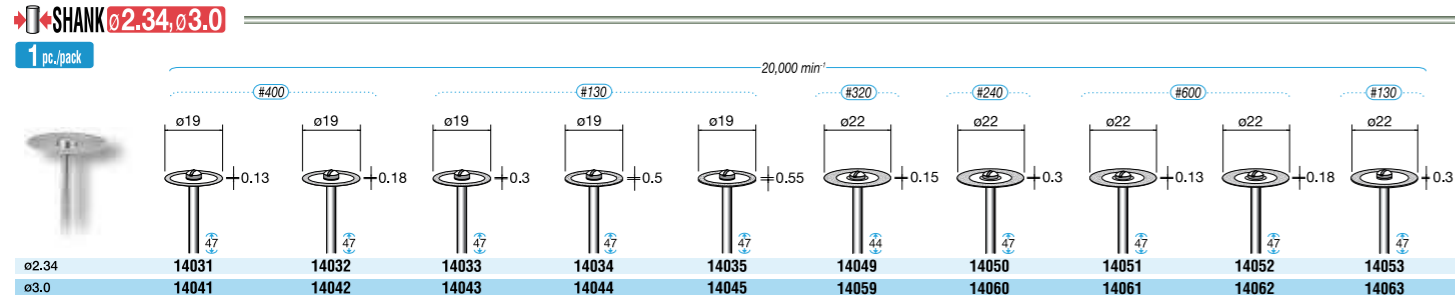 SHANK ø2.34, ø3.0
1 pc./pack
20,000 min⁻¹
#400 #130 #320 #240 #600 #130
ø19 ø19 ø19 ø19 ø19 ø22 ø22 ø22 ø22 ø22
0.13 0.18 0.3 0.5 0.55 0.15 0.3 0.13 0.18 0.3
47 47 47 47 47 44 47 47 47 47
ø2.34 14031 14032 14033 14034 14035 14049 14050 14051 14052 14053
ø3.0 14041 14042 14043 14044 14045 14059 14060 14061 14062 14063